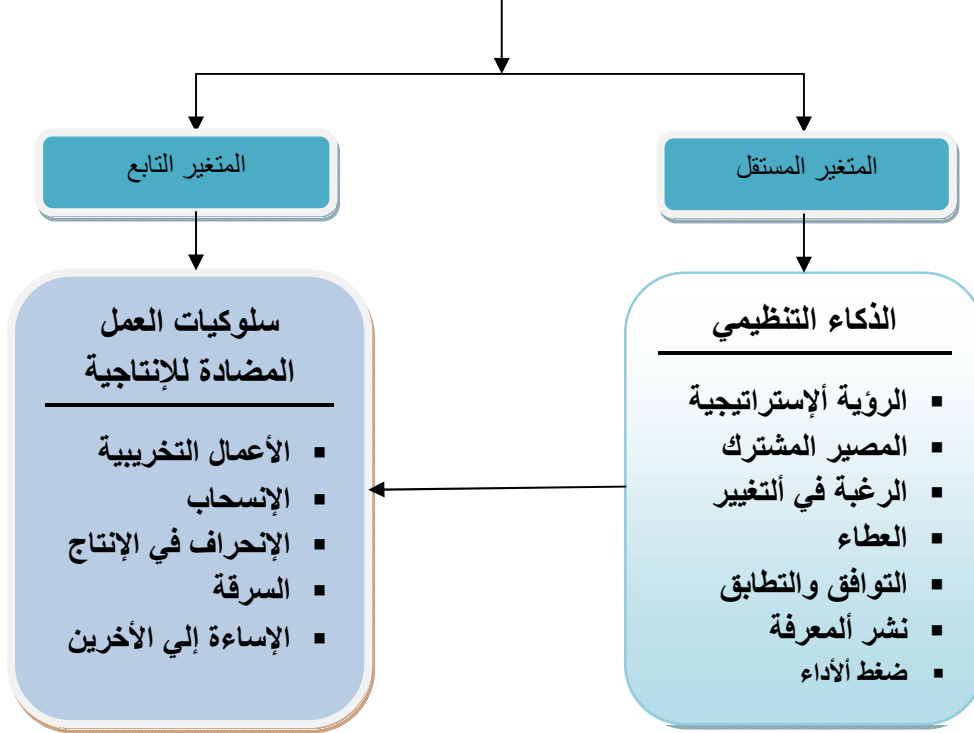 المتغير المستقل
الذكاء التنظيمي
▪ الرؤية ألإستراتيجية
▪ المصير المشترك
▪ الرغبة في ألتغيير
▪ العطاء
▪ التوافق والتطابق
▪ نشر ألمعرفة
▪ ضغط ألأداء
المتغير التابع
سلوكيات العمل
المضادة للإنتاجية
▪ الأعمال التخريبية
▪ الإنسحاب
▪ الإنحراف في الإنتاج
▪ السرقة
▪ الإساءة إلي الأخرين